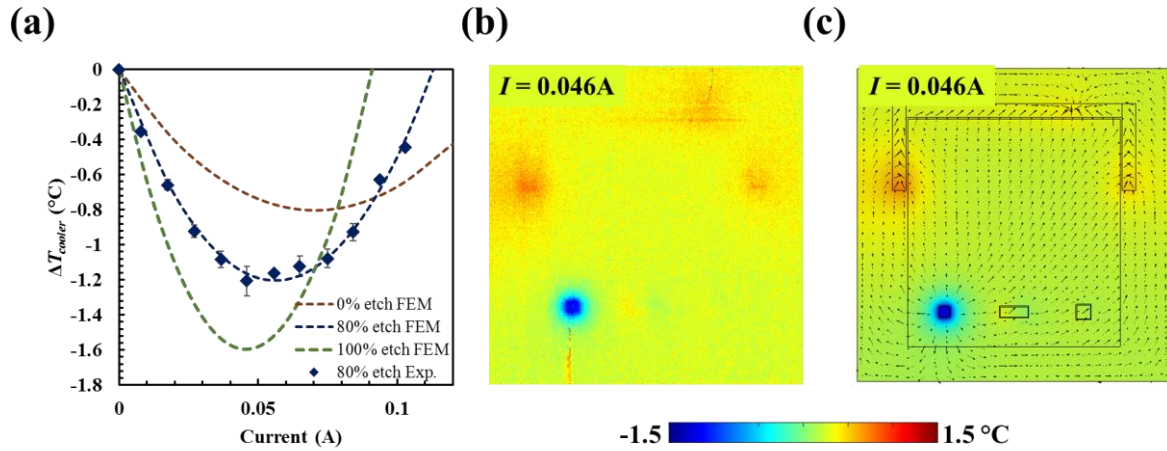 (a)
(b)
(c)
0
-0.2
-0.4
-0.6
-0.8
-1
-1.2
-1.4
-1.6
-1.8
ΔTcooler (°C)
0% etch FEM
80% etch FEM
100% etch FEM
80% etch Exp.
0 0.05 0.1
Current (A)
I = 0.046A
I = 0.046A
-1.5 1.5 °C